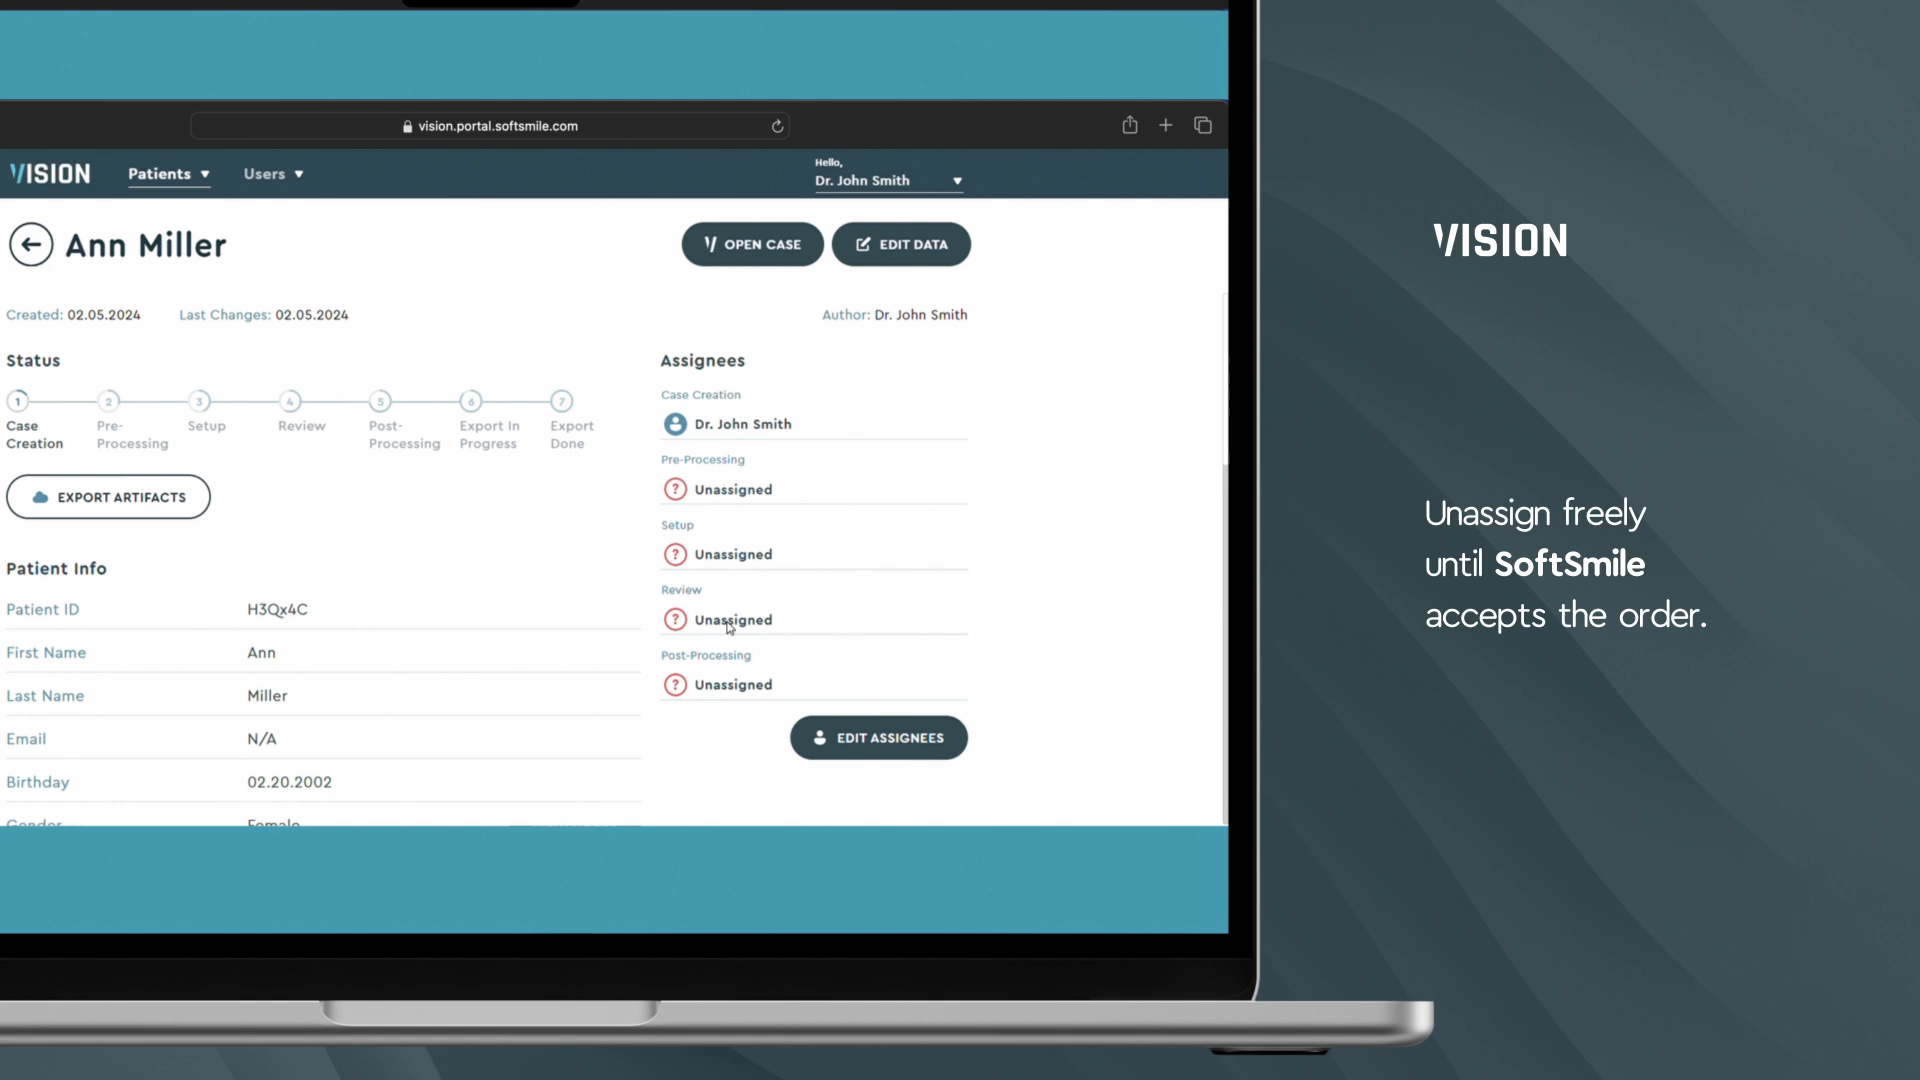 vision.portal.softsmile.com
VISION
Patients
Users
Hello,
Dr. John Smith
Ann Miller
OPEN CASE
EDIT DATA
Created: 02.05.2024
Last Changes: 02.05.2024
Author: Dr. John Smith
Status
1
2
3
4
5
6
7
Case
Creation
Pre-
Processing
Setup
Review
Post-
Processing
Export In
Progress
Export
Done
EXPORT ARTIFACTS
Patient Info
Patient ID H3Qx4C
First Name Ann
Last Name Miller
Email N/A
Birthday 02.20.2002
Gender Female
Assignees
Case Creation
Dr. John Smith
Pre-Processing
? Unassigned
Setup
? Unassigned
Review
? Unassigned
Post-Processing
? Unassigned
EDIT ASSIGNEES
VISION
Unassign freely
until SoftSmile
accepts the order.